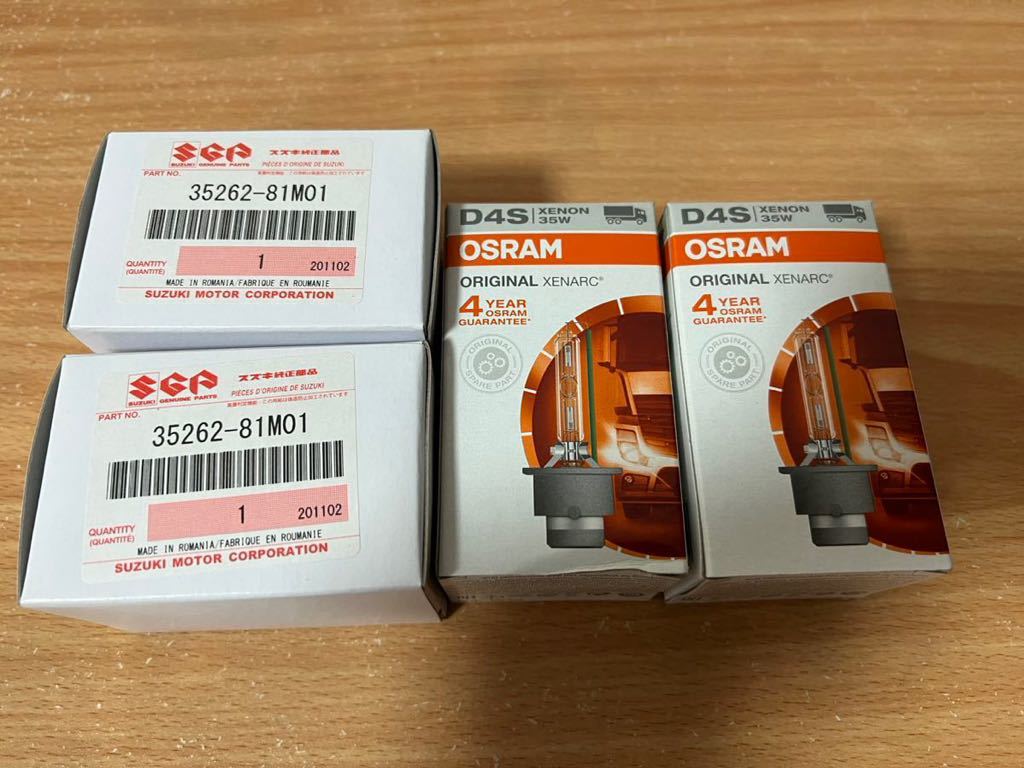 SGP
SUZUKI GENUINE PARTS
スズキ純正部品
PIÈCES D'ORIGINE DE SUZUKI
PART NO.
35262-81M01
QUANTITY
(QUANTITÉ)
1
201102
MADE IN ROMANIA/FABRIQUE EN ROUMANIE
SUZUKI MOTOR CORPORATION
SGP
SUZUKI GENUINE PARTS
スズキ純正部品
PIÈCES D'ORIGINE DE SUZUKI
PART NO.
35262-81M01
QUANTITY
(QUANTITÉ)
1
201102
MADE IN ROMANIA/FABRIQUE EN ROUMANIE
SUZUKI MOTOR CORPORATION
D4S
XENON
35W
OSRAM
ORIGINAL XENARC®
4 YEAR
OSRAM
GUARANTEE*
ORIGINAL
SPARE PART
D4S
XENON
35W
OSRAM
ORIGINAL XENARC®
4 YEAR
OSRAM
GUARANTEE*
ORIGINAL
SPARE PART